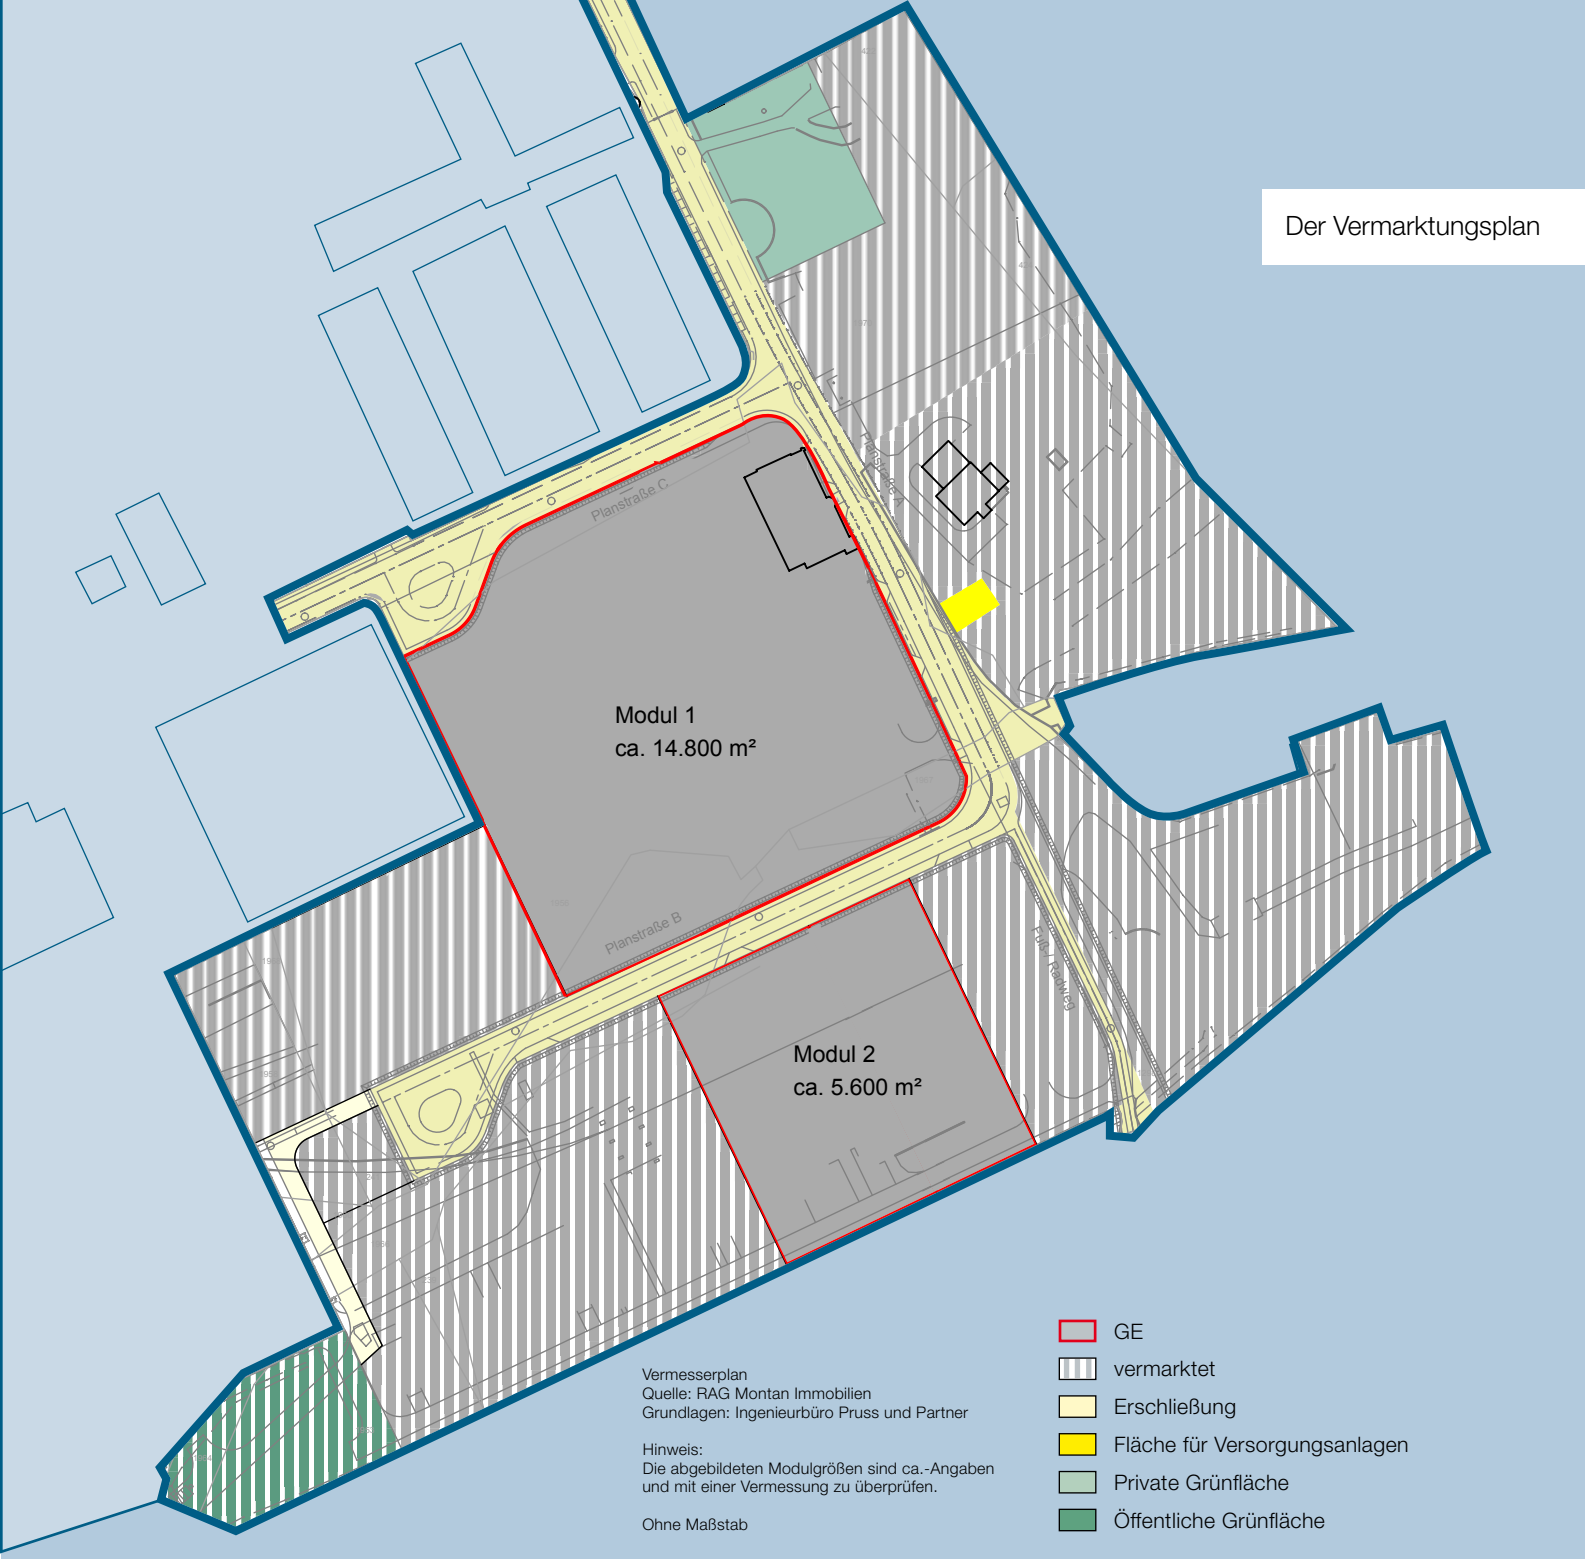 Der Vermarktungsplan
Planstraße C
Planstraße A
Modul 1
ca. 14.800 m²
Planstraße B
Fuß-/ Radweg
Modul 2
ca. 5.600 m²
GE
vermarktet
Erschließung
Fläche für Versorgungsanlagen
Private Grünfläche
Öffentliche Grünfläche
Vermesserplan
Quelle: RAG Montan Immobilien
Grundlagen: Ingenieurbüro Pruss und Partner
Hinweis:
Die abgebildeten Modulgrößen sind ca.-Angaben
und mit einer Vermessung zu überprüfen.
Ohne Maßstab